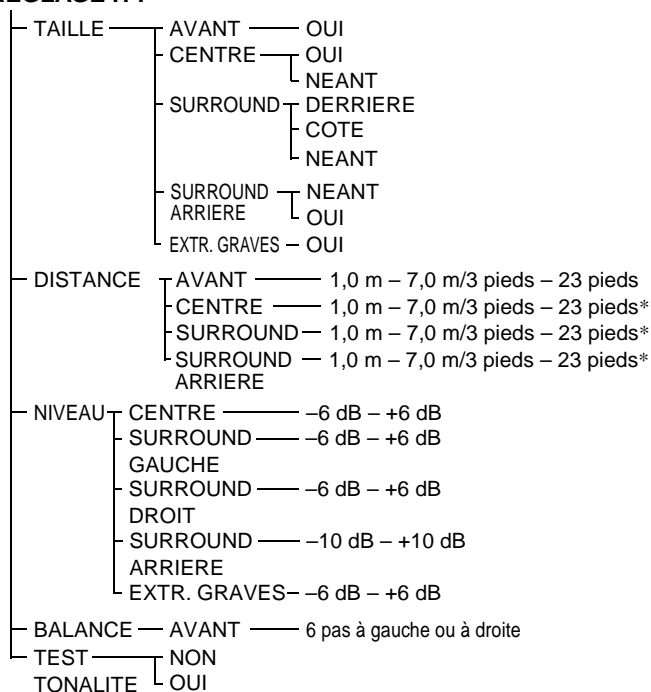 TAILLE AVANT OUI
CENTRE OUI
NEANT
SURROUND DERRIERE
COTE
NEANT
SURROUND NEANT
ARRIERE OUI
EXTR. GRAVES OUI
DISTANCE AVANT 1,0 m – 7,0 m/3 pieds – 23 pieds
CENTRE 1,0 m – 7,0 m/3 pieds – 23 pieds*
SURROUND 1,0 m – 7,0 m/3 pieds – 23 pieds*
SURROUND 1,0 m – 7,0 m/3 pieds – 23 pieds*
ARRIERE
NIVEAU CENTRE –6 dB – +6 dB
SURROUND –6 dB – +6 dB
GAUCHE
SURROUND –6 dB – +6 dB
DROIT
SURROUND –10 dB – +10 dB
ARRIERE
EXTR. GRAVES –6 dB – +6 dB
BALANCE AVANT 6 pas à gauche ou à droite
TEST NON
TONALITE OUI